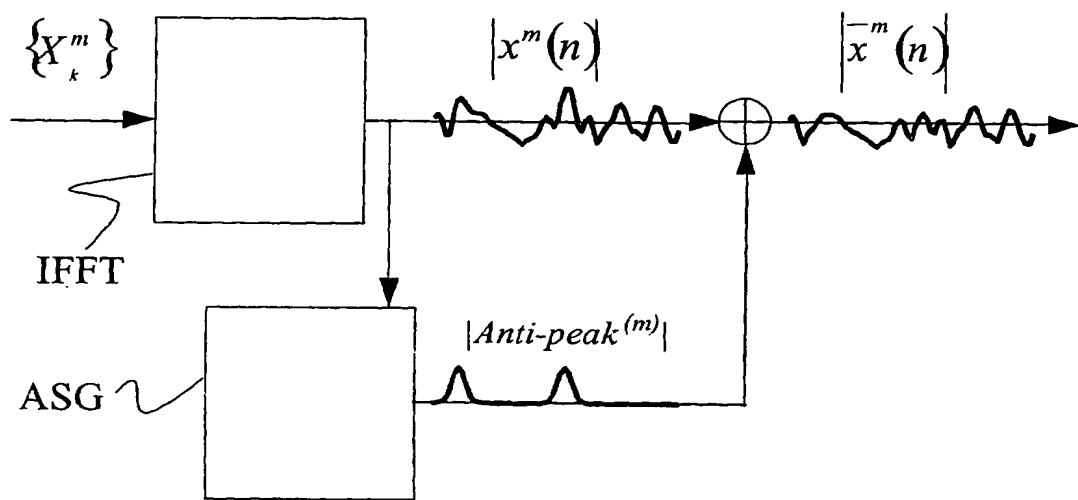 {X_k^m}
|x^m(n)|
|x̄^m(n)|
IFFT
|Anti-peak^(m)|
ASG